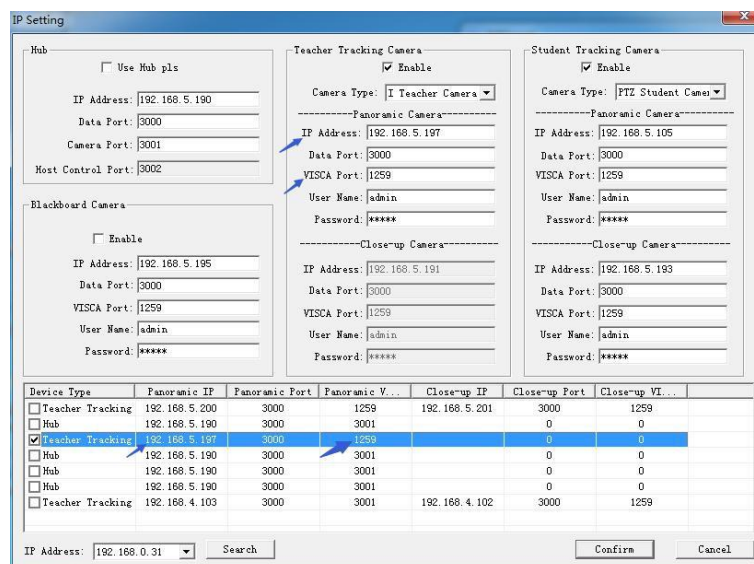 IP Setting
Hub
Use Hub pls
IP Address: 192.168.5.190
Data Port: 3000
Camera Port: 3001
Host Control Port: 3002
Blackboard Camera
Enable
IP Address: 192.168.5.195
Data Port: 3000
VISCA Port: 1259
User Name: admin
Password: *****
Teacher Tracking Camera
Enable
Camera Type: I Teacher Camera
Panoramic Camera
IP Address: 192.168.5.197
Data Port: 3000
VISCA Port: 1259
User Name: admin
Password: *****
Close-up Camera
IP Address: 192.168.5.191
Data Port: 3000
VISCA Port: 1259
User Name: admin
Password: *****
Student Tracking Camera
Enable
Camera Type: PTZ Student Camer
Panoramic Camera
IP Address: 192.168.5.105
Data Port: 3000
VISCA Port: 1259
User Name: admin
Password: *****
Close-up Camera
IP Address: 192.168.5.193
Data Port: 3000
VISCA Port: 1259
User Name: admin
Password: *****
Device Type Panoramic IP Panoramic Port Panoramic V... Close-up IP Close-up Port Close-up VI...
Teacher Tracking 192.168.5.200 3000 1259 192.168.5.201 3000 1259
Hub 192.168.5.190 3000 3001 0 0
Teacher Tracking 192.168.5.197 3000 1259 0 0
Hub 192.168.5.190 3000 3001 0 0
Hub 192.168.5.190 3000 3001 0 0
Hub 192.168.5.190 3000 3001 0 0
Teacher Tracking 192.168.4.103 3000 3001 192.168.4.102 3000 1259
IP Address: 192.168.0.31 Search Confirm Cancel